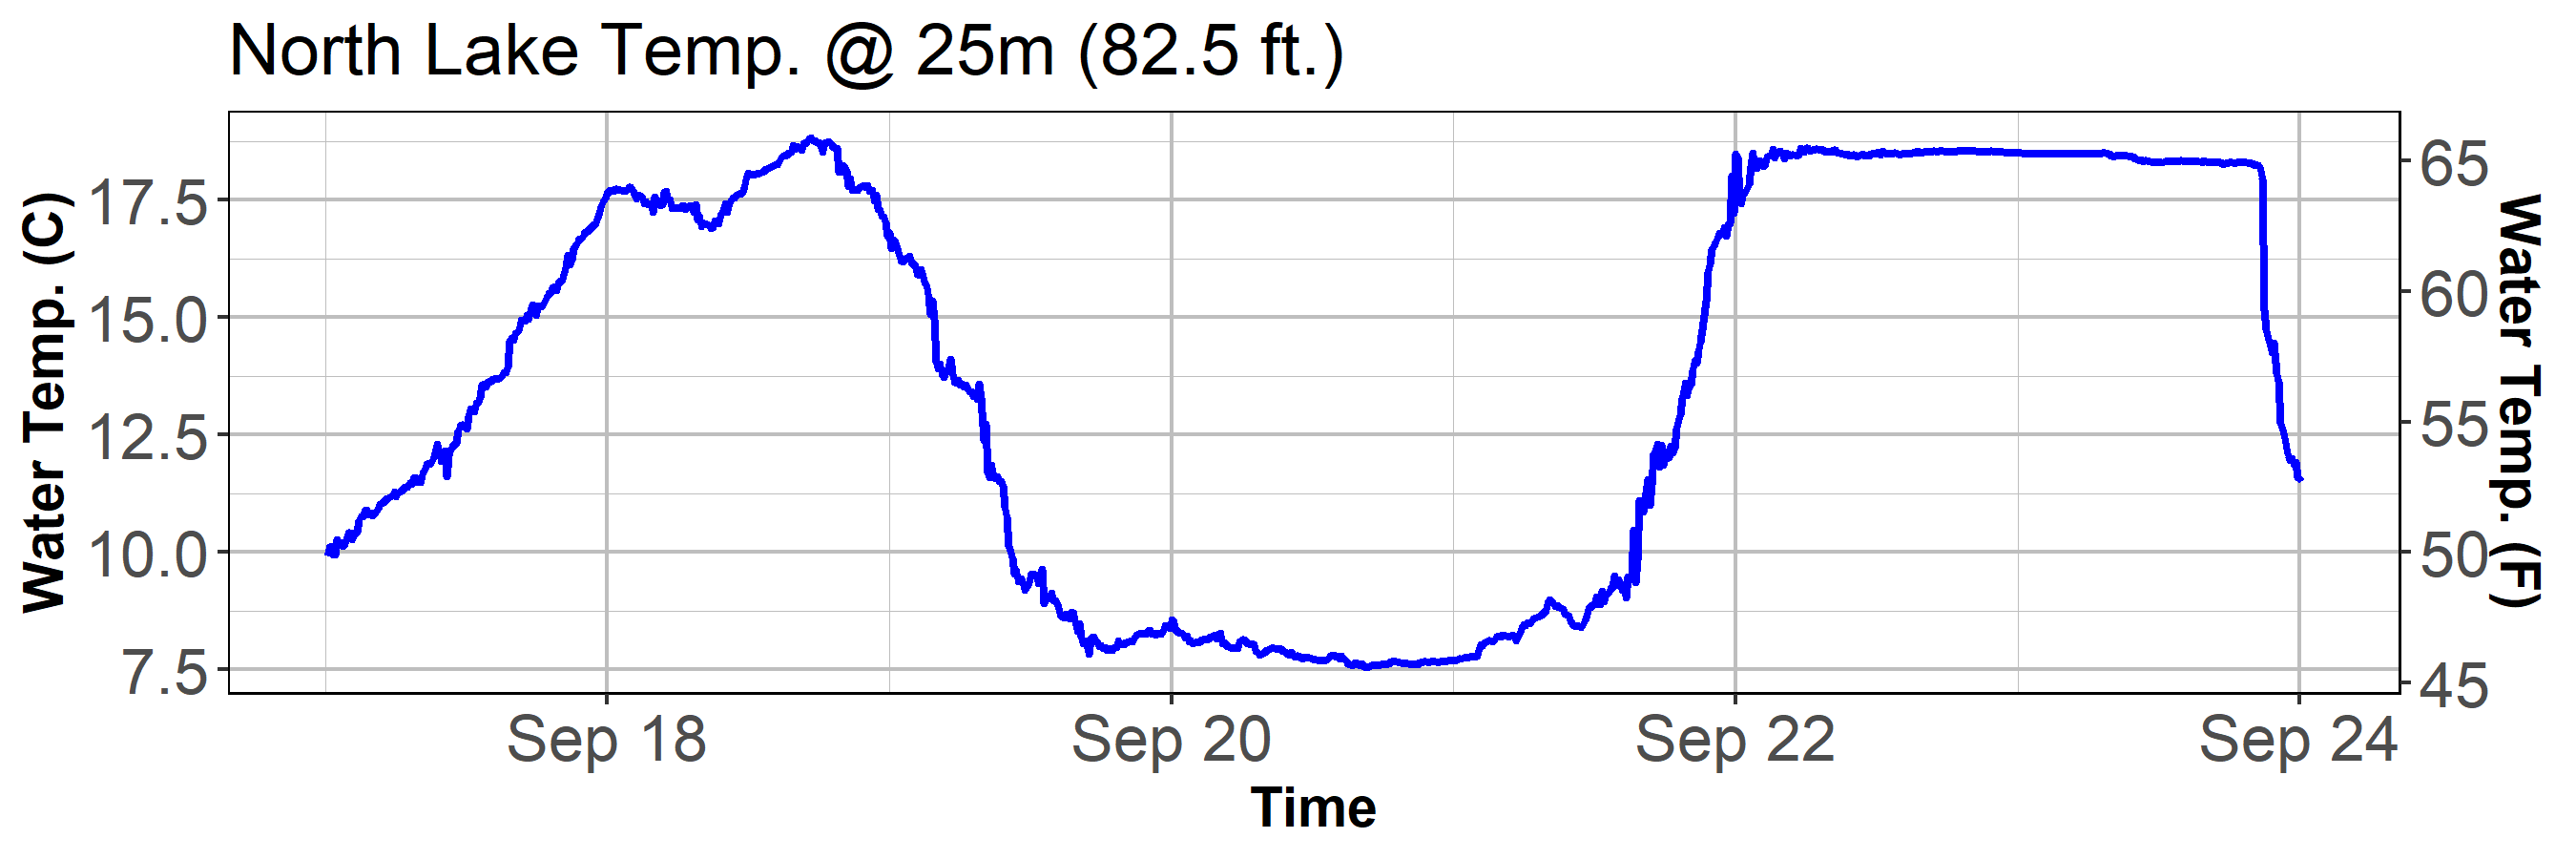 North Lake Temp. @ 25m (82.5 ft.)
Water Temp. (C)
17.5
15.0
12.5
10.0
7.5
65
60
55
50
45
Water Temp. (F)
Sep 18
Sep 20
Sep 22
Sep 24
Time